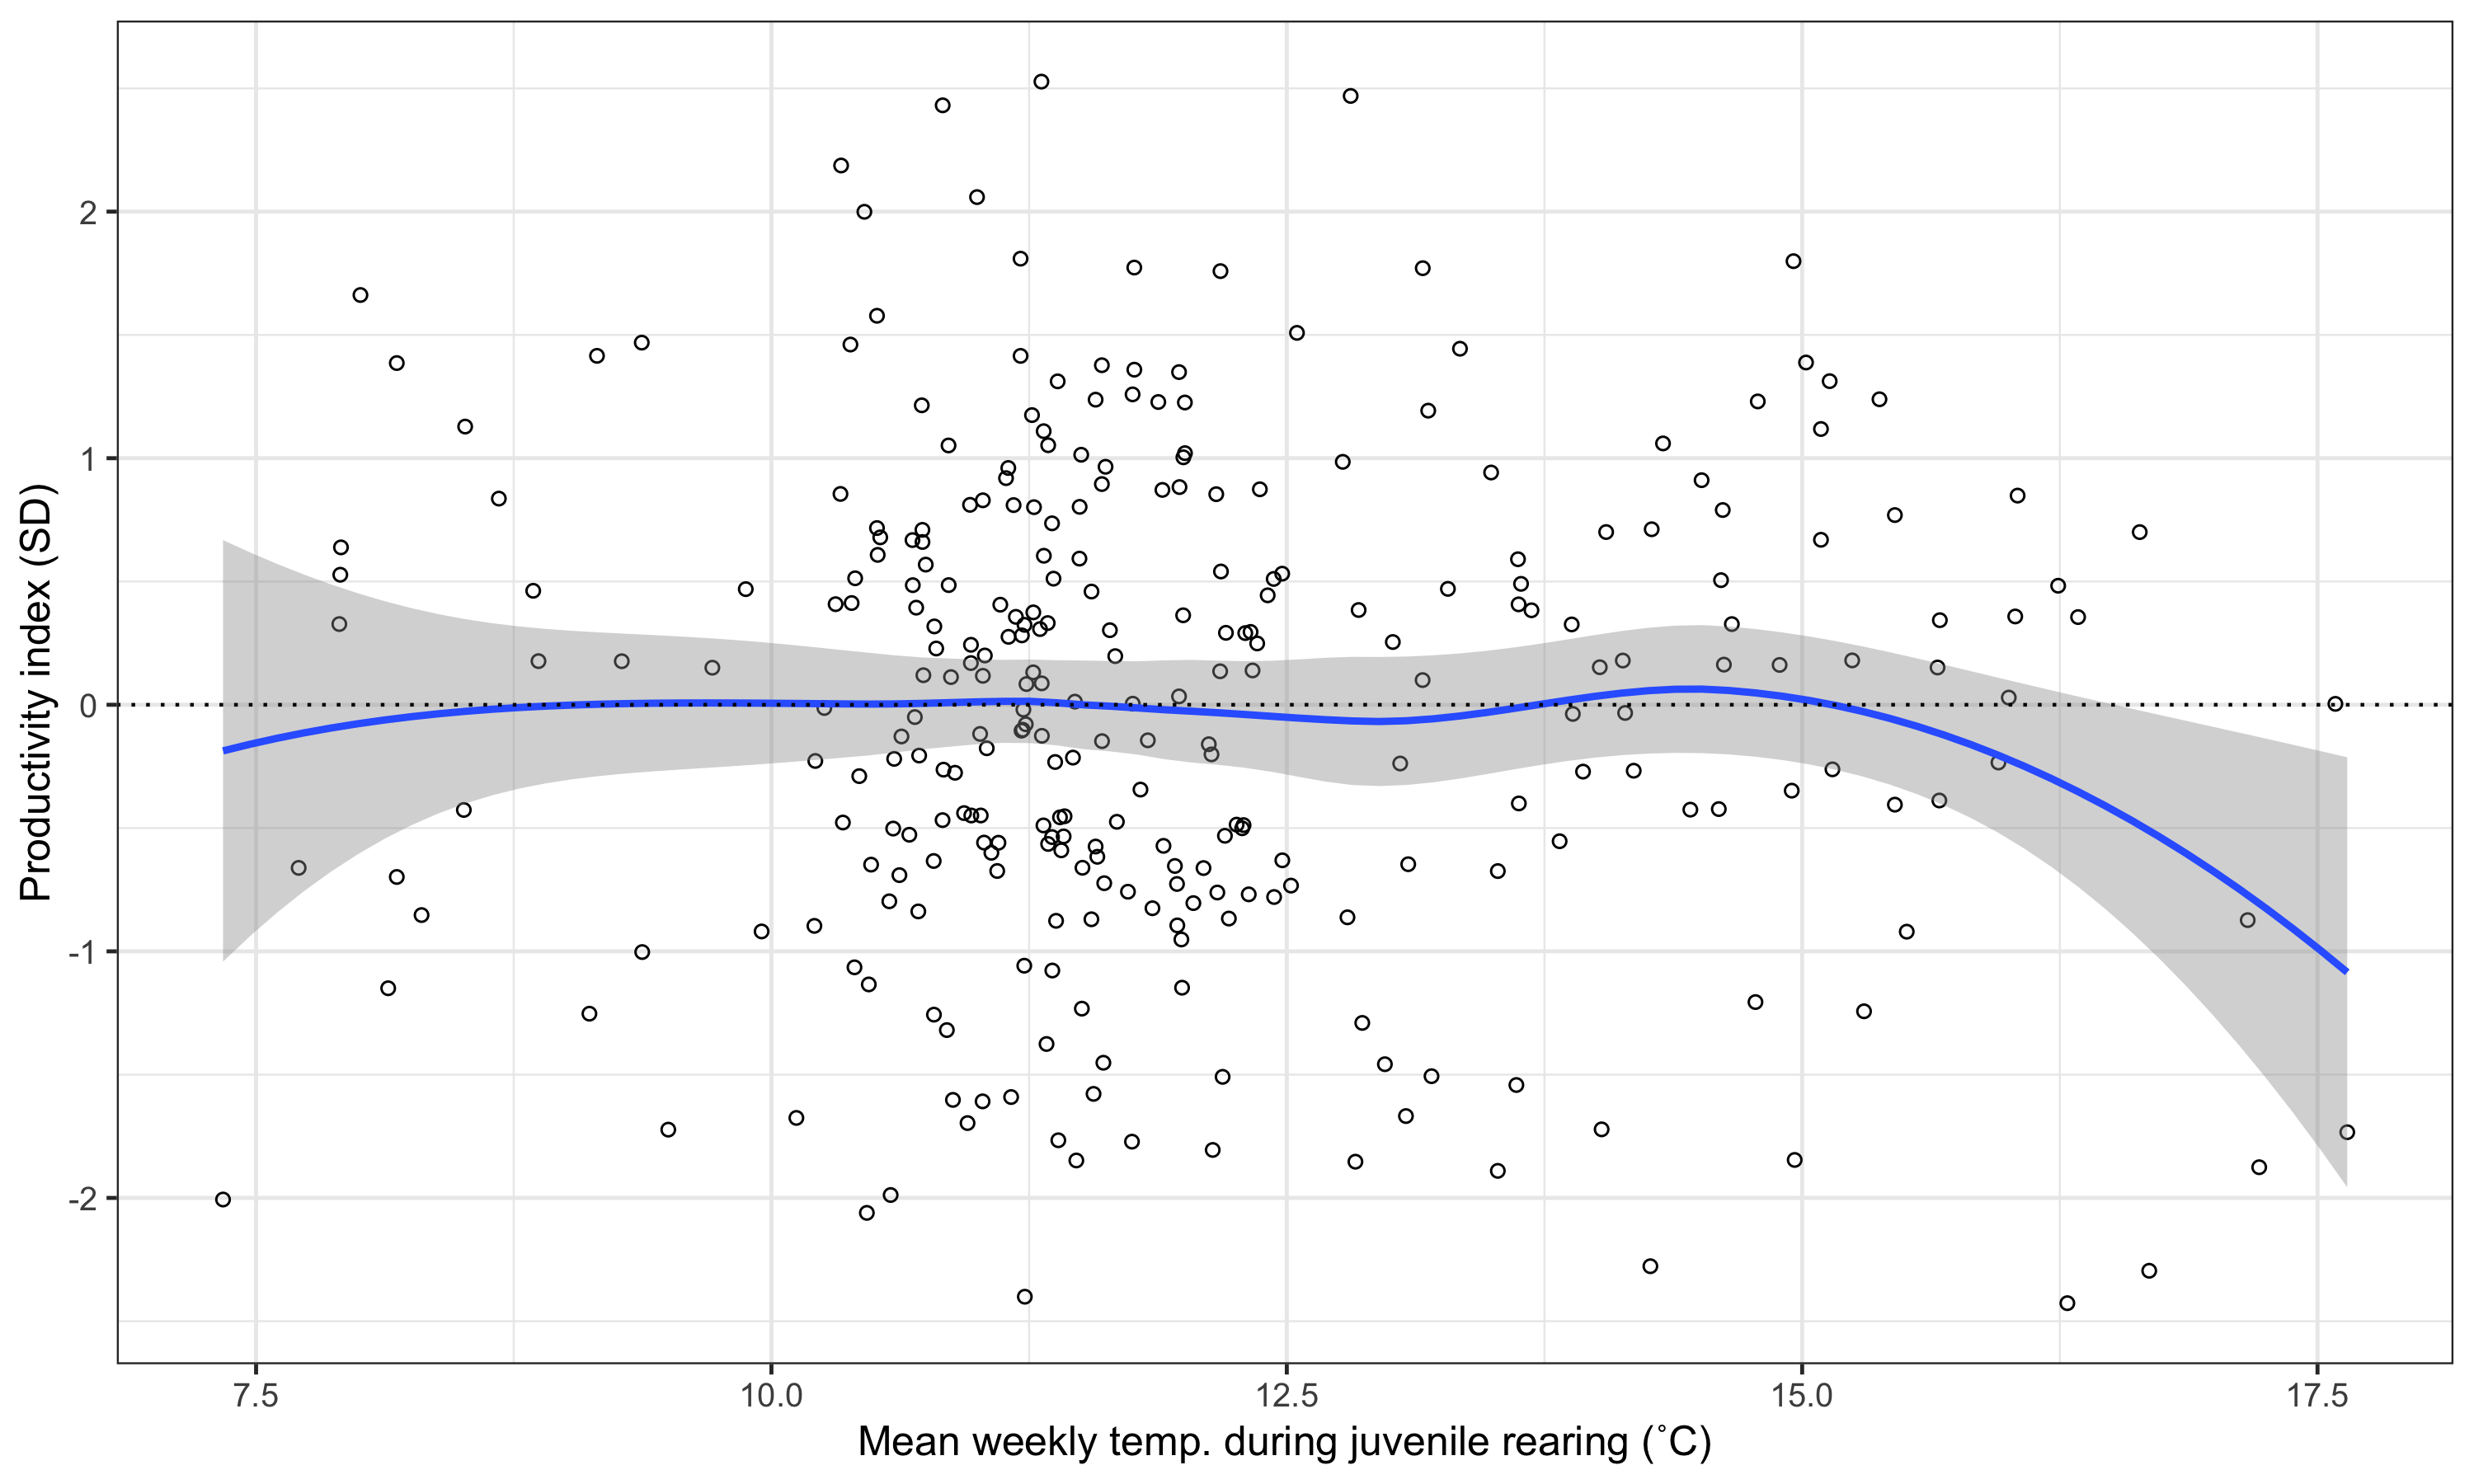 Productivity index (SD)
2
1
0
-1
-2
7.5 10.0 12.5 15.0 17.5
Mean weekly temp. during juvenile rearing (˚C)